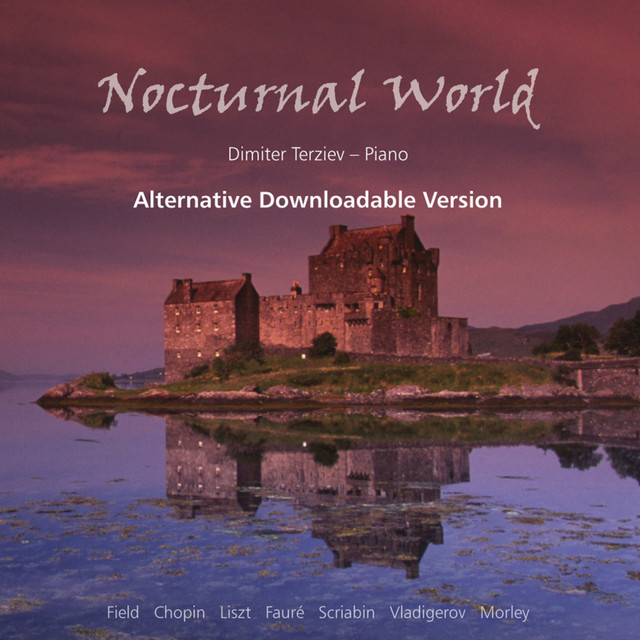 Nocturnal World
Dimiter Terziev – Piano
Alternative Downloadable Version
Field Chopin Liszt Fauré Scriabin Vladigerov Morley